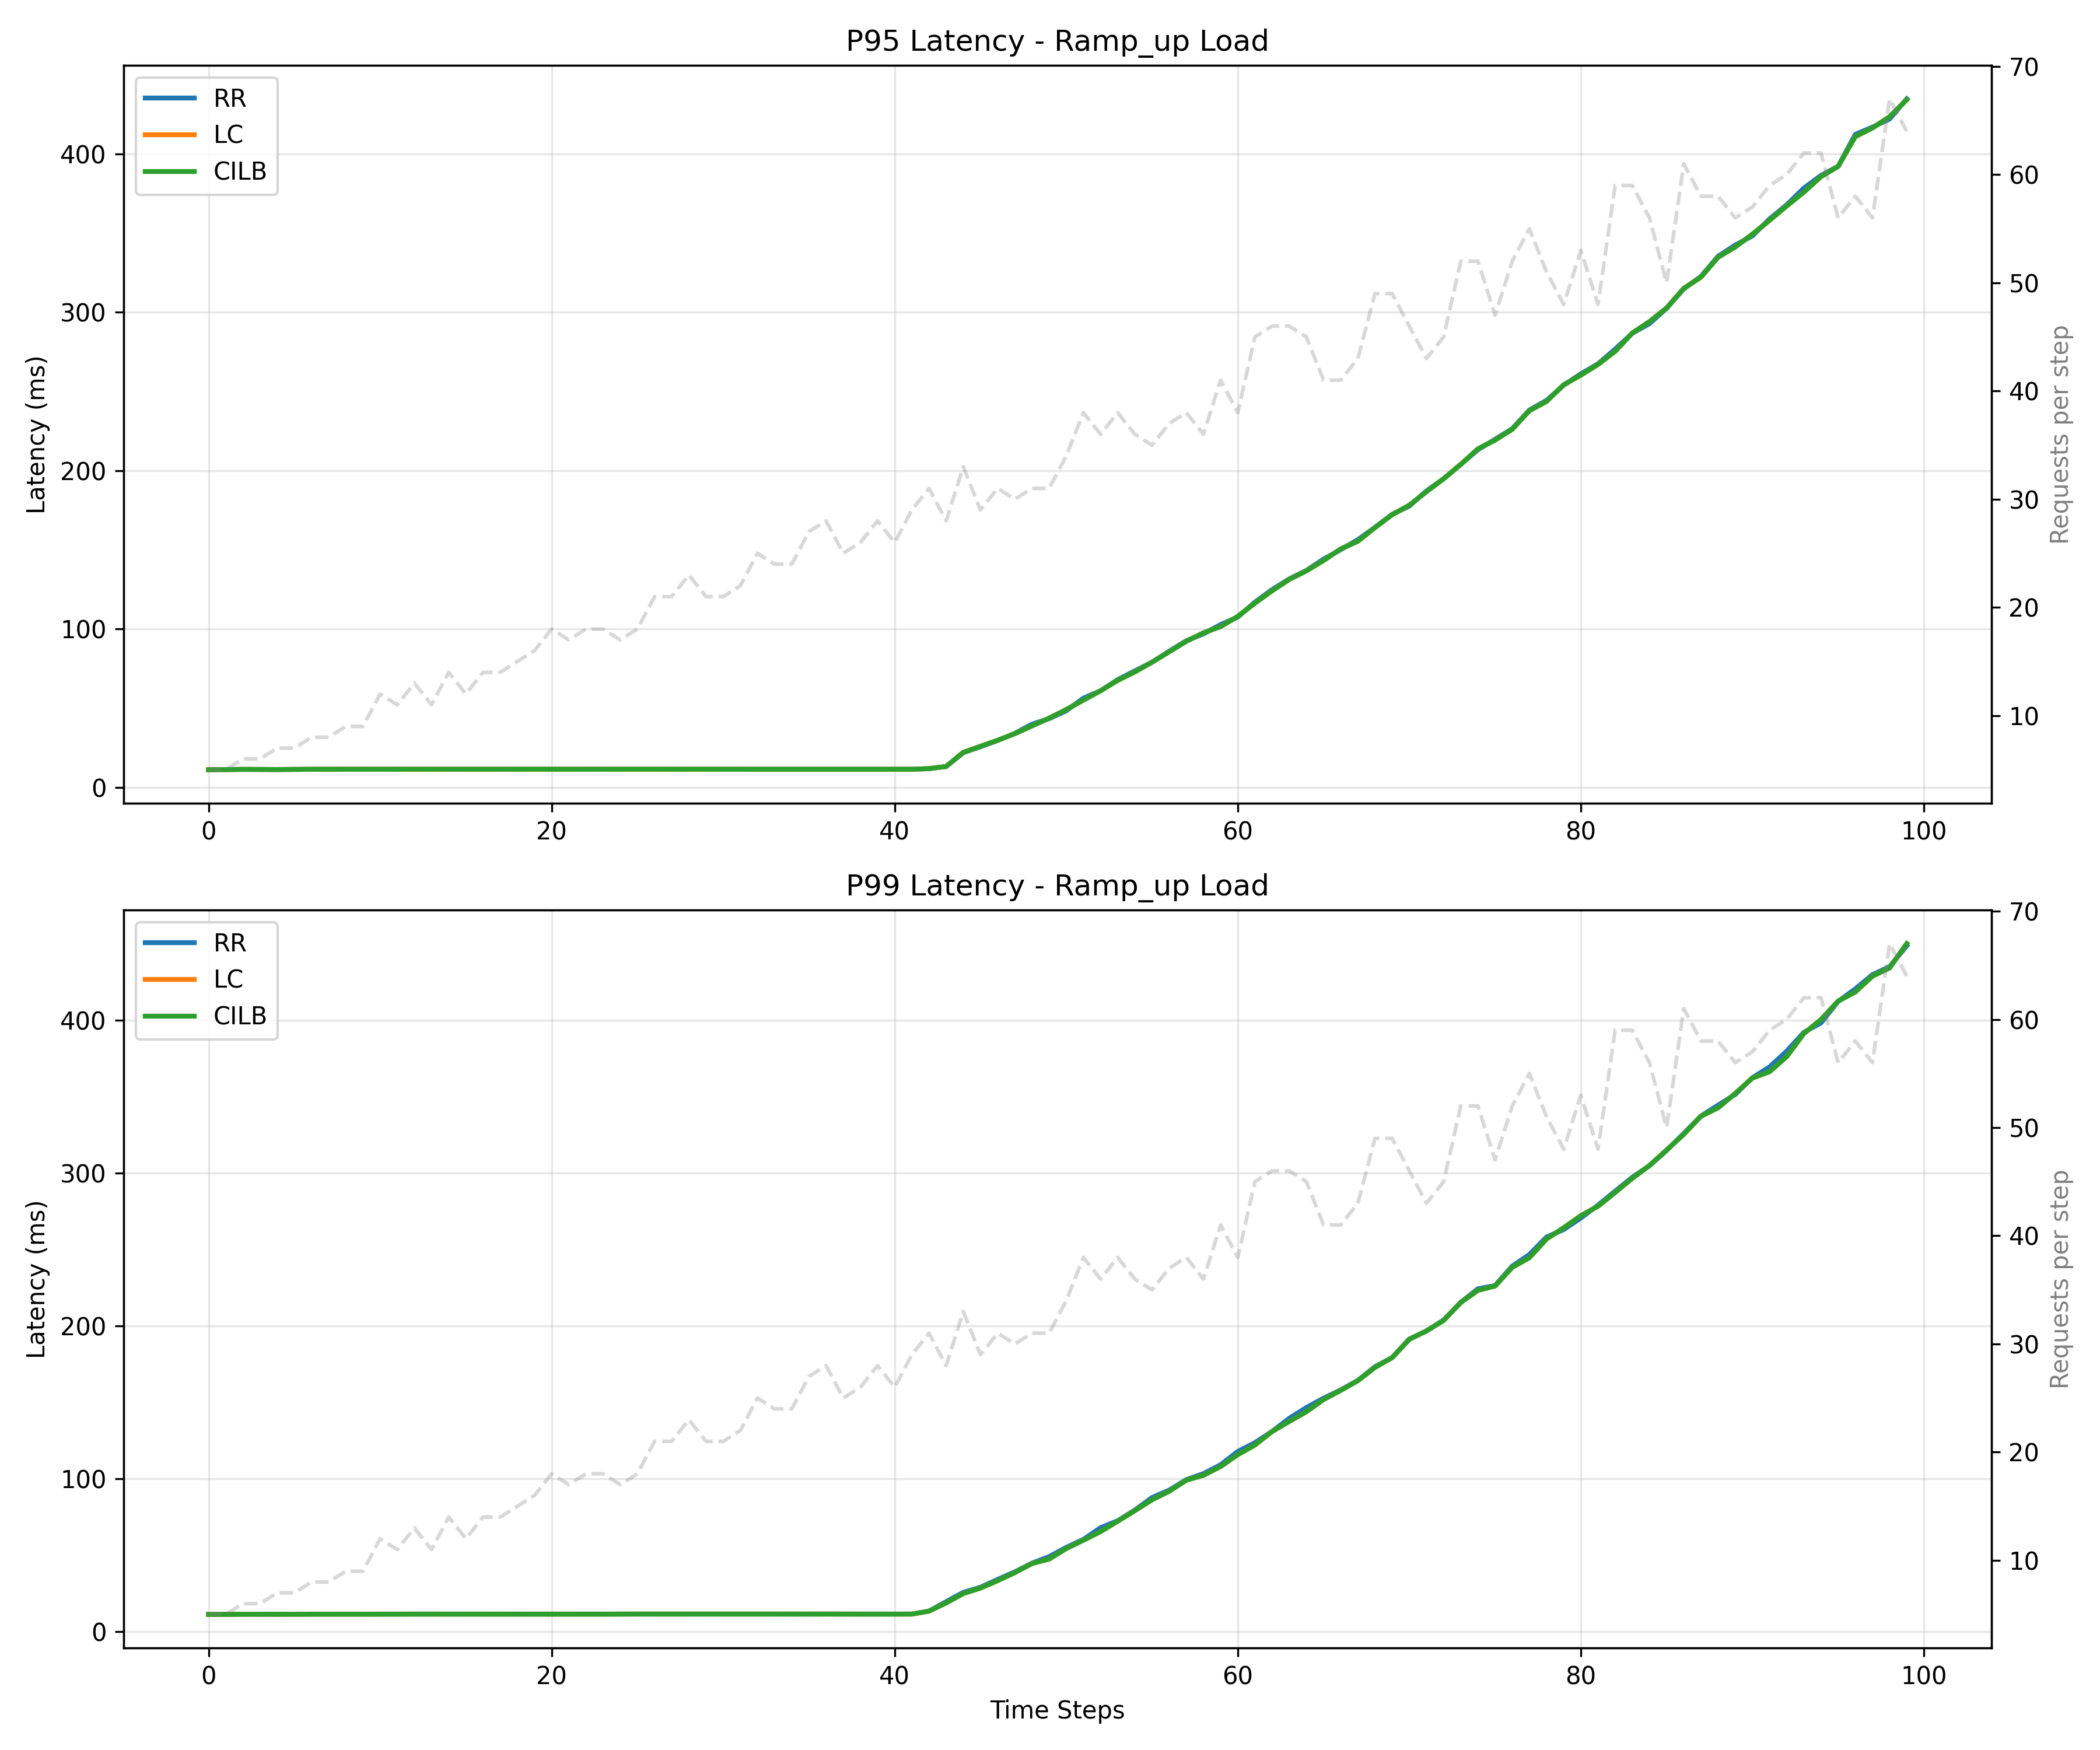 P95 Latency - Ramp_up Load
RR
LC
CILB
Latency (ms)
400
300
200
100
0
70
60
50
40
30
20
10
Requests per step
0 20 40 60 80 100
P99 Latency - Ramp_up Load
RR
LC
CILB
Latency (ms)
400
300
200
100
0
70
60
50
40
30
20
10
Requests per step
0 20 40 60 80 100
Time Steps